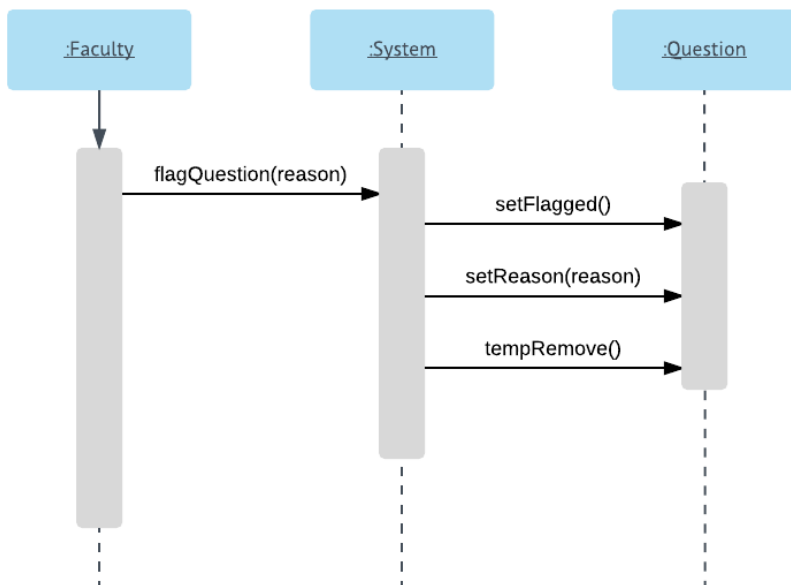 :Faculty
:System
:Question
flagQuestion(reason)
setFlagged()
setReason(reason)
tempRemove()